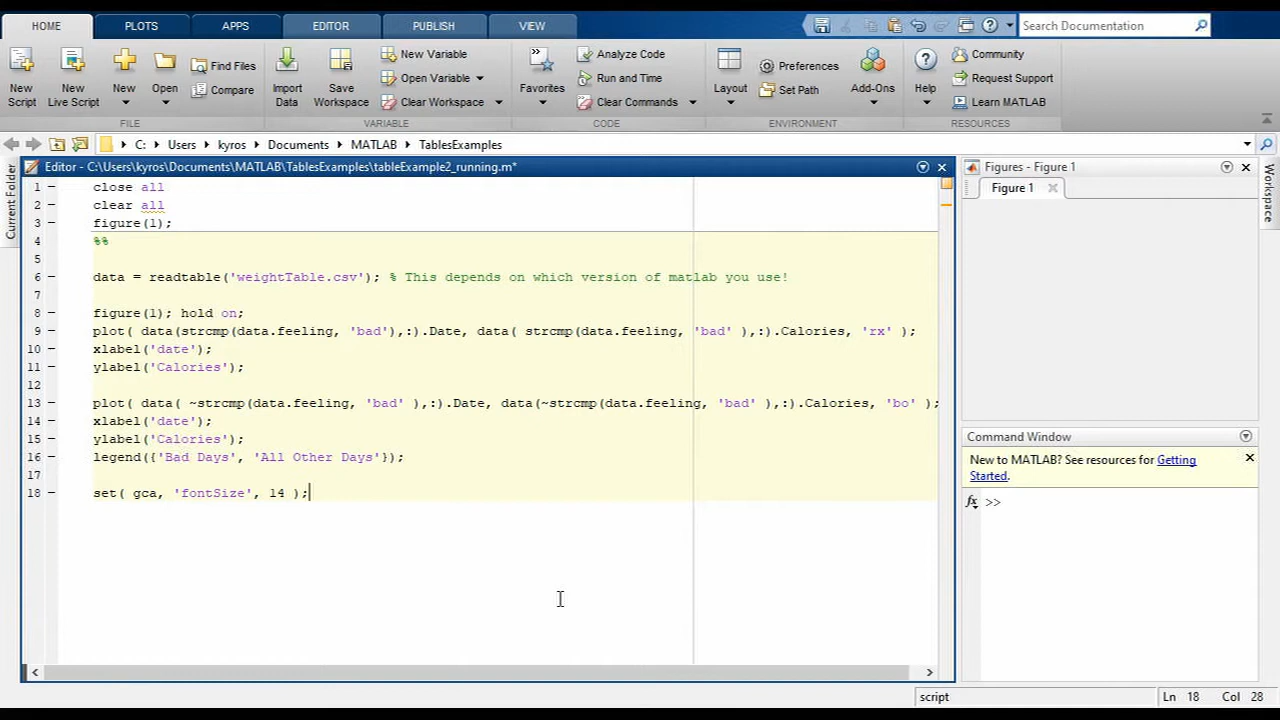 HOME PLOTS APPS EDITOR PUBLISH VIEW Search Documentation
New Script
New Live Script
New
Open
Find Files
Compare
FILE
Import Data
Save Workspace
New Variable
Open Variable
Clear Workspace
VARIABLE
Favorites
Analyze Code
Run and Time
Clear Commands
CODE
Layout
Preferences
Set Path
Add-Ons
ENVIRONMENT
Help
Community
Request Support
Learn MATLAB
RESOURCES
C: Users kyros Documents MATLAB TablesExamples
Current Folder
Editor - C:\Users\kyros\Documents\MATLAB\TablesExamples\tableExample2_running.m*
1 - close all
2 - clear all
3 - figure(1);
4 %%
5
6 - data = readtable('weightTable.csv'); % This depends on which version of matlab you use!
7
8 - figure(1); hold on;
9 - plot( data(strcmp(data.feeling, 'bad'),:).Date, data( strcmp(data.feeling, 'bad' ),:).Calories, 'rx' );
10 - xlabel('date');
11 - ylabel('Calories');
12
13 - plot( data( ~strcmp(data.feeling, 'bad' ),:).Date, data(~strcmp(data.feeling, 'bad' ),:).Calories, 'bo' );
14 - xlabel('date');
15 - ylabel('Calories');
16 - legend({'Bad Days', 'All Other Days'});
17
18 - set( gca, 'fontSize', 14 );
Figures - Figure 1
Figure 1
Workspace
Command Window
New to MATLAB? See resources for Getting
Started.
fx >>
script Ln 18 Col 28